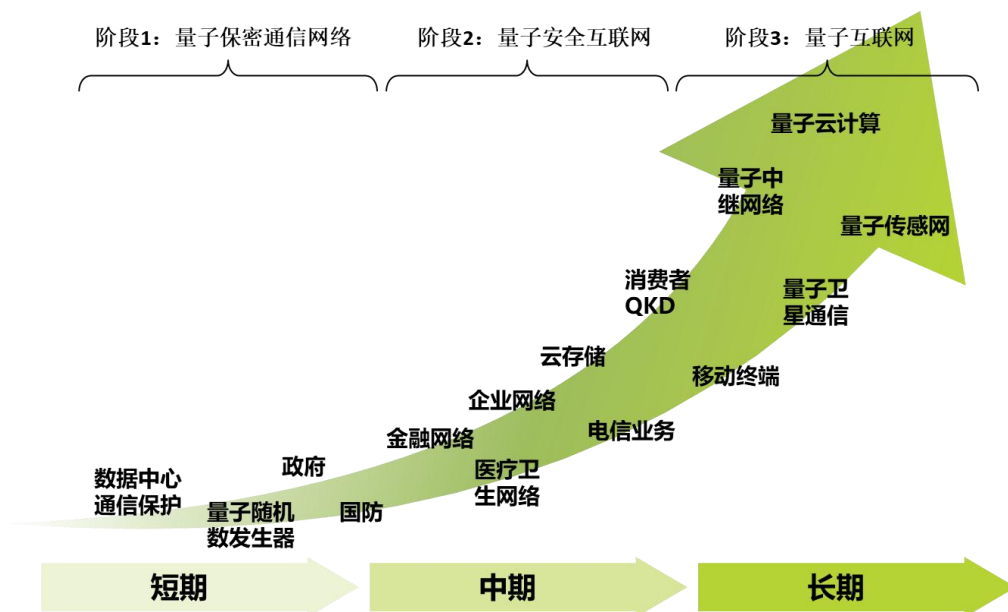 阶段1：量子保密通信网络
阶段2：量子安全互联网
阶段3：量子互联网
量子云计算
量子中
继网络
量子传感网
消费者
QKD
量子卫
星通信
云存储
移动终端
企业网络
电信业务
金融网络
医疗卫
生网络
政府
数据中心
通信保护
量子随机
数发生器
国防
短期
中期
长期